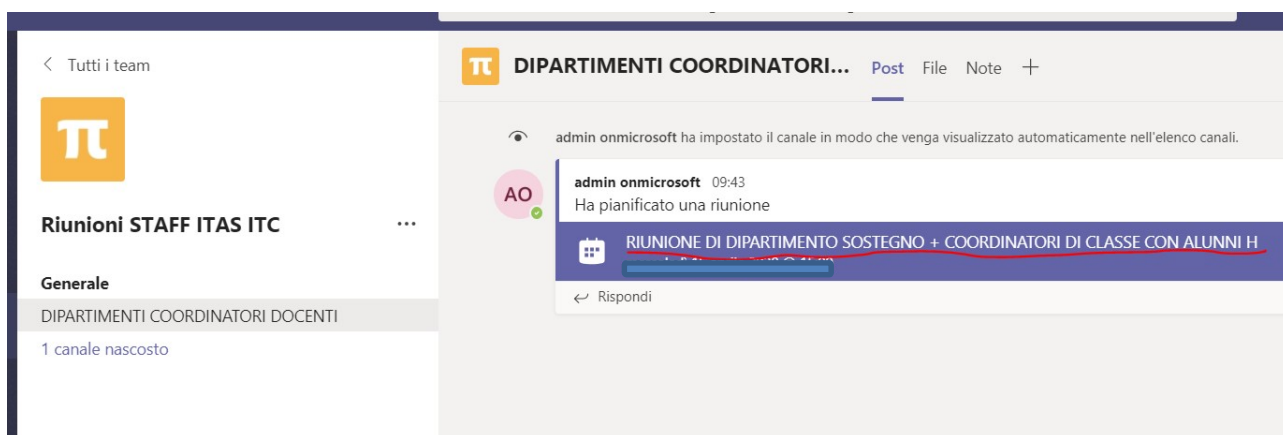 Tutti i team
π
Riunioni STAFF ITAS ITC
...
Generale
DIPARTIMENTI COORDINATORI DOCENTI
1 canale nascosto
π DIPARTIMENTI COORDINATORI... Post File Note +
admin onmicrosoft ha impostato il canale in modo che venga visualizzato automaticamente nell'elenco canali.
AO
admin onmicrosoft 09:43
Ha pianificato una riunione
RIUNIONE DI DIPARTIMENTO SOSTEGNO + COORDINATORI DI CLASSE CON ALUNNI H
Rispondi